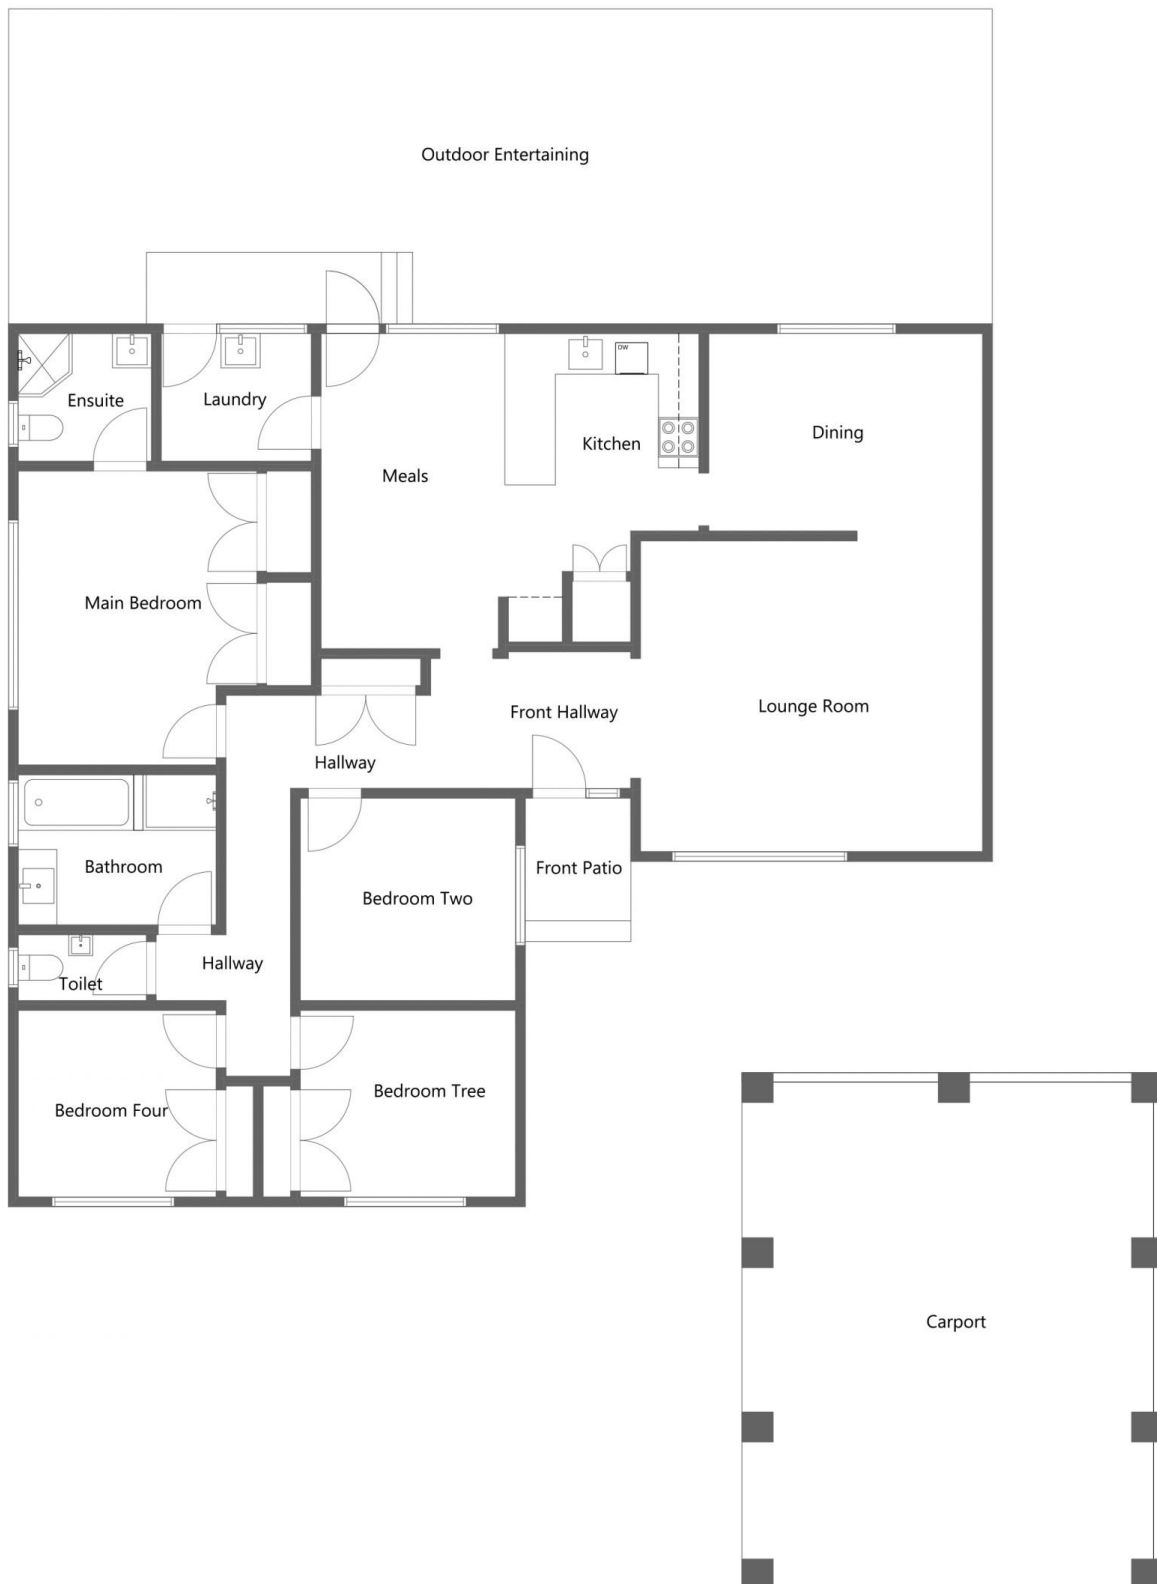 Outdoor Entertaining
Ensuite
Laundry
DW
Kitchen
Dining
Meals
Main Bedroom
Lounge Room
Front Hallway
Hallway
Bathroom
Front Patio
Bedroom Two
Hallway
Toilet
Bedroom Tree
Bedroom Four
Carport